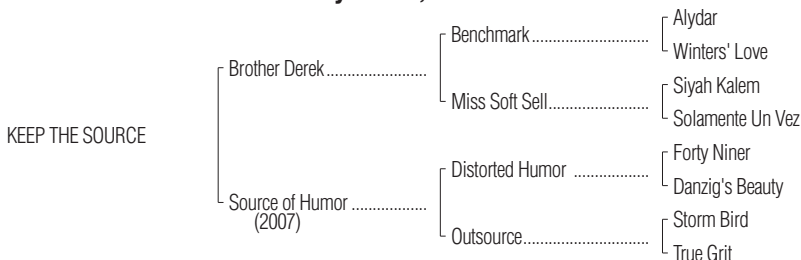 Alydar
Benchmark..............................
Winters' Love
Brother Derek.........................
Siyah Kalem
Miss Soft Sell..........................
Solamente Un Vez
KEEP THE SOURCE
Forty Niner
Distorted Humor ...................
Danzig's Beauty
Source of Humor ...................
(2007)
Storm Bird
Outsource................................
True Grit